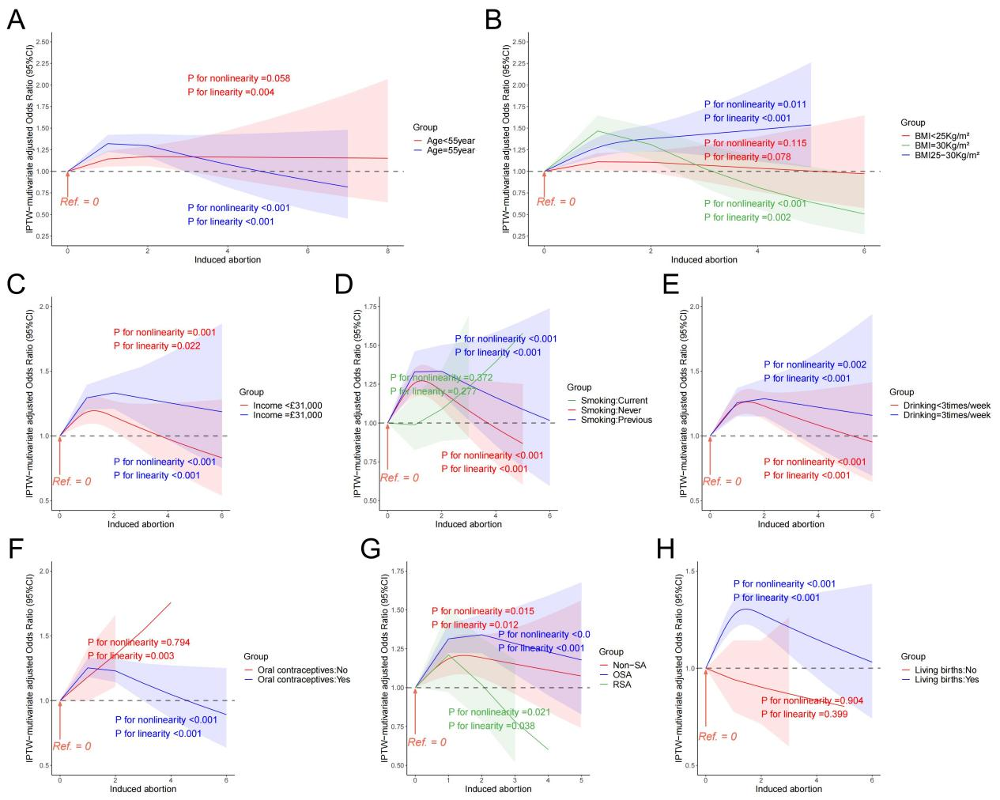 A
IPTW−mutivariate adjusted Odds Ratio (95%CI)
2.50
2.25
2.00
1.75
1.50
1.25
1.00
0.75
0.50
0.25
P for nonlinearity =0.058
P for linearity =0.004
P for nonlinearity <0.001
P for linearity <0.001
Ref. = 0
0 2 4 6 8
Induced abortion
Group
Age<55year
Age=55year
B
IPTW−mutivariate adjusted Odds Ratio (95%CI)
2.50
2.25
2.00
1.75
1.50
1.25
1.00
0.75
0.50
0.25
P for nonlinearity =0.011
P for linearity <0.001
P for nonlinearity =0.115
P for linearity =0.078
P for nonlinearity <0.001
P for linearity =0.002
Ref. = 0
0 2 4 6
Induced abortion
Group
BMI<25Kg/m²
BMI=30Kg/m²
BMI25−30Kg/m²
C
IPTW−mutivariate adjusted Odds Ratio (95%CI)
2.0
1.5
1.0
0.5
P for nonlinearity =0.001
P for linearity =0.022
P for nonlinearity <0.001
P for linearity <0.001
Ref. = 0
0 2 4 6
Induced abortion
Group
Income <£31,000
Income =£31,000
D
IPTW−mutivariate adjusted Odds Ratio (95%CI)
1.75
1.50
1.25
1.00
0.75
0.50
P for nonlinearity <0.001
P for linearity <0.001
P for nonlinearity =0.372
P for linearity =0.277
P for nonlinearity <0.001
P for linearity <0.001
Ref. = 0
0 2 4 6
Induced abortion
Group
Smoking:Current
Smoking:Never
Smoking:Previous
E
IPTW−mutivariate adjusted Odds Ratio (95%CI)
2.0
1.5
1.0
0.5
P for nonlinearity =0.002
P for linearity <0.001
P for nonlinearity <0.001
P for linearity <0.001
Ref. = 0
0 2 4 6
Induced abortion
Group
Drinking<3times/week
Drinking=3times/week
F
IPTW−mutivariate adjusted Odds Ratio (95%CI)
2.0
1.5
1.0
0.5
P for nonlinearity =0.794
P for linearity =0.003
P for nonlinearity <0.001
P for linearity <0.001
Ref. = 0
0 2 4 6
Induced abortion
Group
Oral contraceptives:No
Oral contraceptives:Yes
G
IPTW−mutivariate adjusted Odds Ratio (95%CI)
1.75
1.50
1.25
1.00
0.75
0.50
P for nonlinearity =0.015
P for linearity =0.012
P for nonlinearity <0.0
P for linearity <0.001
P for nonlinearity =0.021
P for linearity =0.038
Ref. = 0
0 1 2 3 4 5
Induced abortion
Group
Non−SA
OSA
RSA
H
IPTW−mutivariate adjusted Odds Ratio (95%CI)
1.5
1.0
0.5
P for nonlinearity <0.001
P for linearity <0.001
P for nonlinearity =0.904
P for linearity =0.399
Ref. = 0
0 2 4 6
Induced abortion
Group
Living births:No
Living births:Yes